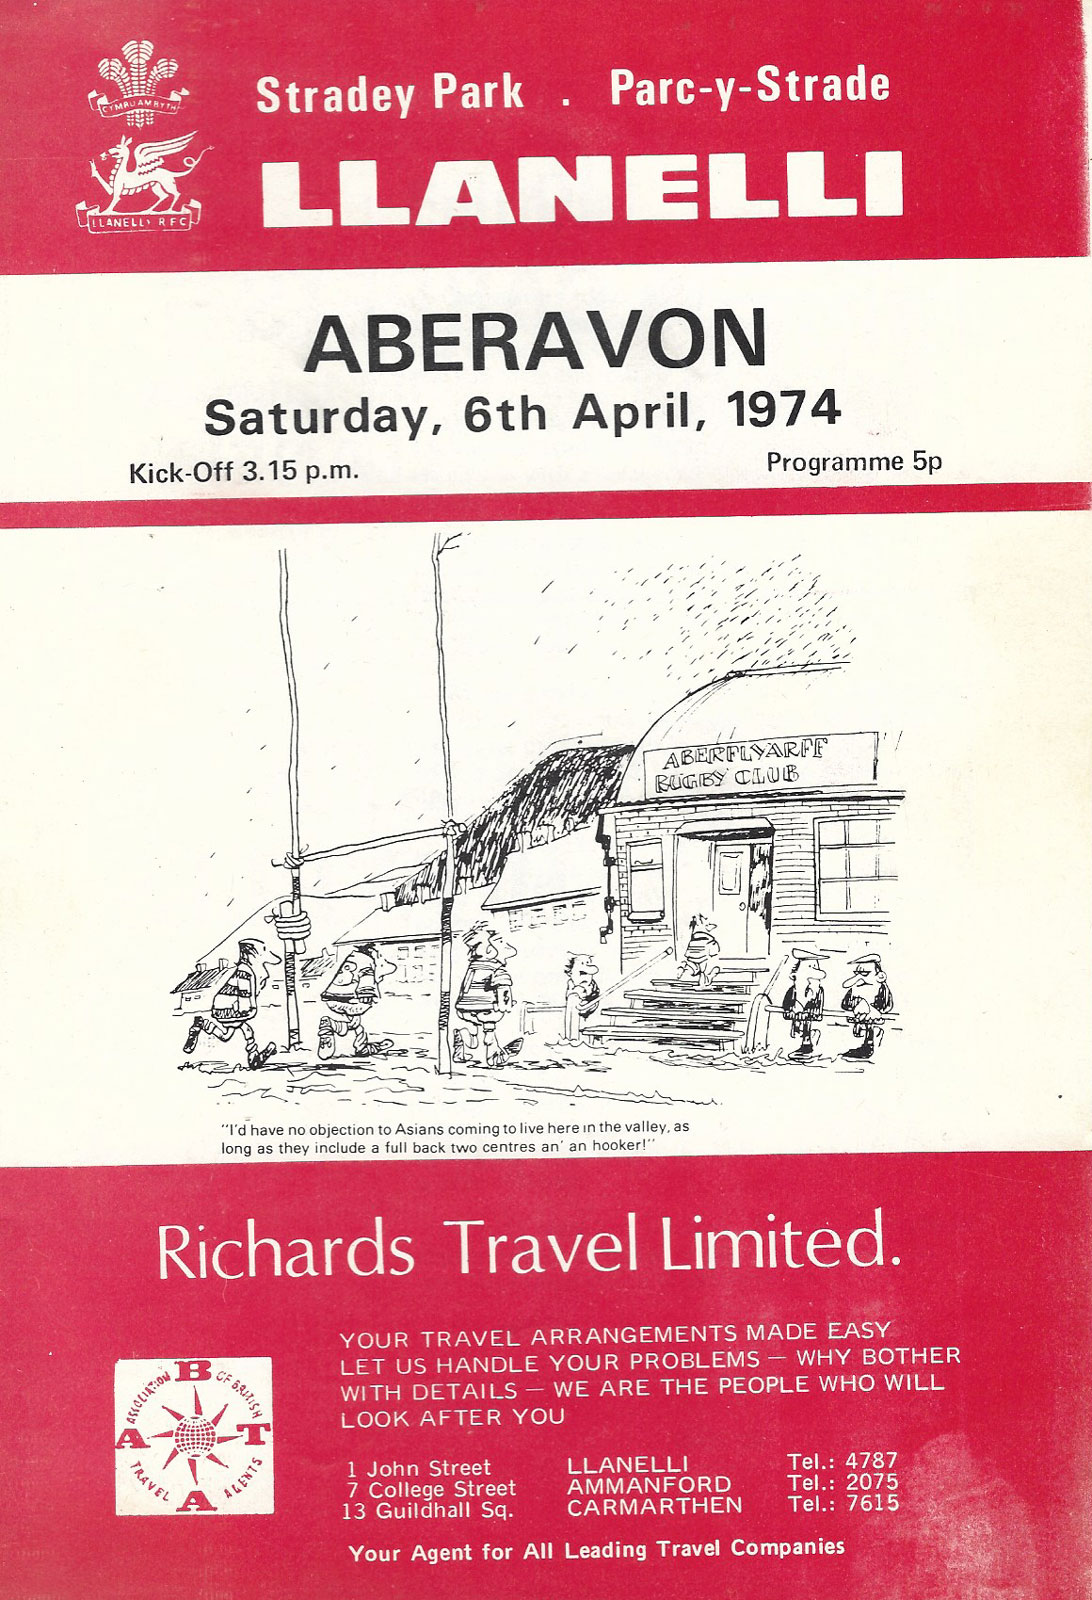 CYMRU AM BYTH
LLANELLI RFC
Stradey Park . Parc-y-Strade
LLANELLI
ABERAVON
Saturday, 6th April, 1974
Kick-Off 3.15 p.m.
Programme 5p
ABERFLYARFF
RUGBY CLUB
"I'd have no objection to Asians coming to live here in the valley, as
long as they include a full back two centres an' an hooker!"
Richards Travel Limited.
YOUR TRAVEL ARRANGEMENTS MADE EASY
LET US HANDLE YOUR PROBLEMS — WHY BOTHER
WITH DETAILS — WE ARE THE PEOPLE WHO WILL
LOOK AFTER YOU
ABTA
ASSOCIATION OF BRITISH TRAVEL AGENTS
1 John Street LLANELLI Tel.: 4787
7 College Street AMMANFORD Tel.: 2075
13 Guildhall Sq. CARMARTHEN Tel.: 7615
Your Agent for All Leading Travel Companies